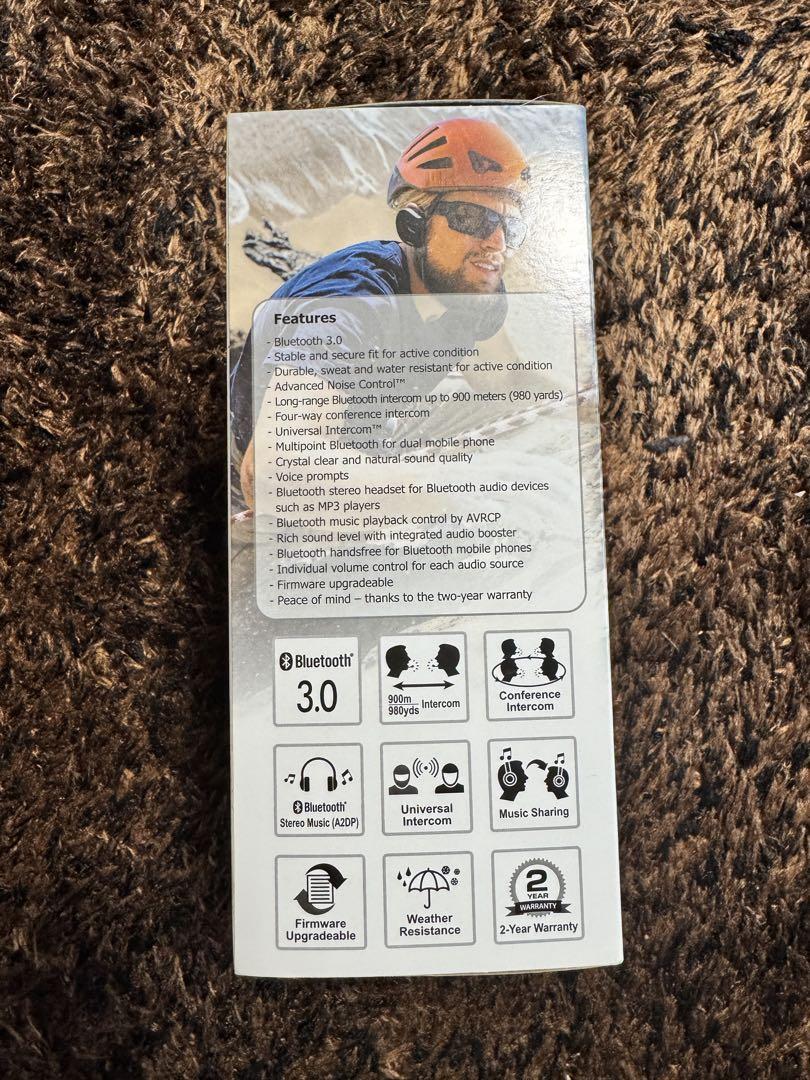 Features
- Bluetooth 3.0
- Stable and secure fit for active condition
- Durable, sweat and water resistant for active condition
- Advanced Noise Control™
- Long-range Bluetooth intercom up to 900 meters (980 yards)
- Four-way conference intercom
- Universal Intercom™
- Multipoint Bluetooth for dual mobile phone
- Crystal clear and natural sound quality
- Voice prompts
- Bluetooth stereo headset for Bluetooth audio devices
such as MP3 players
- Bluetooth music playback control by AVRCP
- Rich sound level with integrated audio booster
- Bluetooth handsfree for Bluetooth mobile phones
- Individual volume control for each audio source
- Firmware upgradeable
- Peace of mind – thanks to the two-year warranty
Bluetooth®
3.0
900m
980yds Intercom
Conference
Intercom
Bluetooth®
Stereo Music (A2DP)
Universal
Intercom
Music Sharing
Firmware
Upgradeable
Weather
Resistance
2
YEAR
WARRANTY
2-Year Warranty